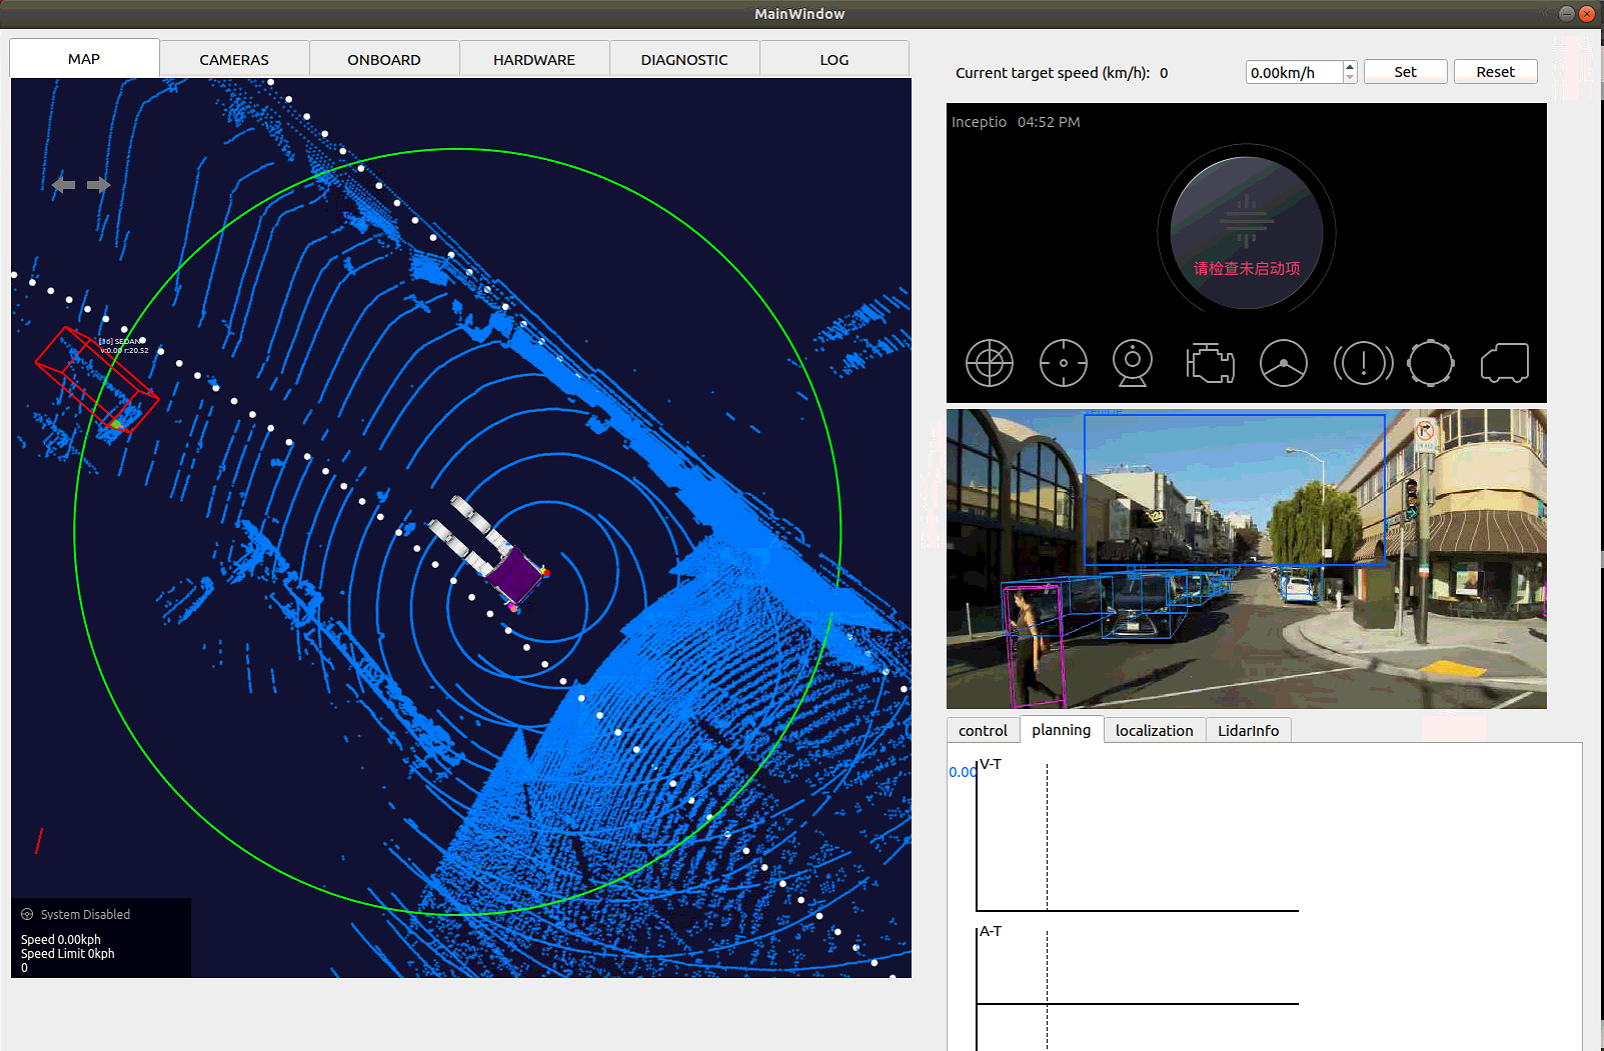 MainWindow
MAP
CAMERAS
ONBOARD
HARDWARE
DIAGNOSTIC
LOG
Current target speed (km/h): 0
0.00km/h
Set
Reset
Inceptio 04:52 PM
请检查未启动项
[16] SEDAN
v:0.00 r:20.52
System Disabled
Speed 0.00kph
Speed Limit 0kph
0
control
planning
localization
LidarInfo
0.00
V-T
A-T